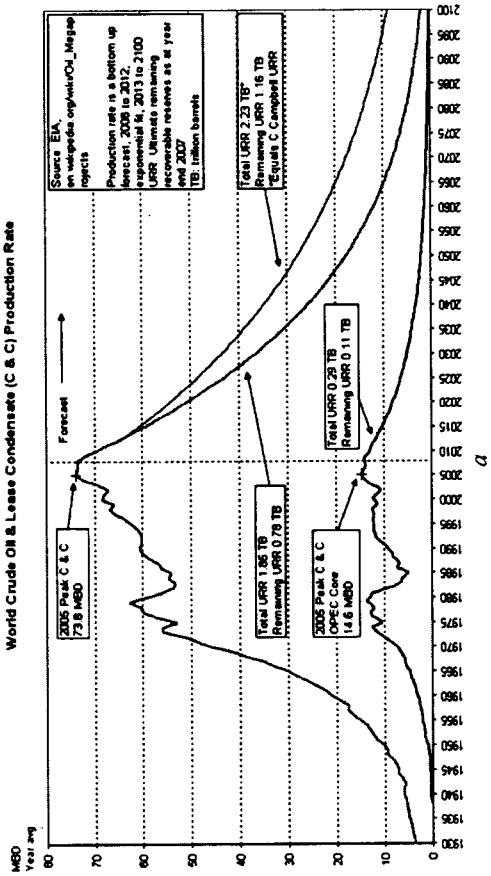 World Crude Oil & Lease Condensate (C & C) Production Rate
MBD
Year avg
80
70
60
50
40
30
20
10
0
Forecast
Source: EIA,
en.wikipedia.org/wiki/Oil_Megap
rojects
Production rate is a bottom up
forecast, 2008 to 2012,
exponential fit, 2013 to 2100
URR: Ultimate remaining
recoverable reserves as at year
end 2007
TB: trillion barrels
2005 Peak C & C
73.8 MBD
Total URR 2.23 TB*
Remaining URR 1.16 TB
*Equals C Campbell URR
Total URR 1.86 TB
Remaining URR 0.78 TB
2005 Peak C & C
OPEC Core
14.6 MBD
Total URR 0.29 TB
Remaining URR 0.11 TB
1930
1935
1940
1945
1950
1955
1960
1965
1970
1975
1980
1985
1990
1995
2000
2005
2010
2015
2020
2025
2030
2035
2040
2045
2050
2055
2060
2065
2070
2075
2080
2085
2090
2095
2100
a